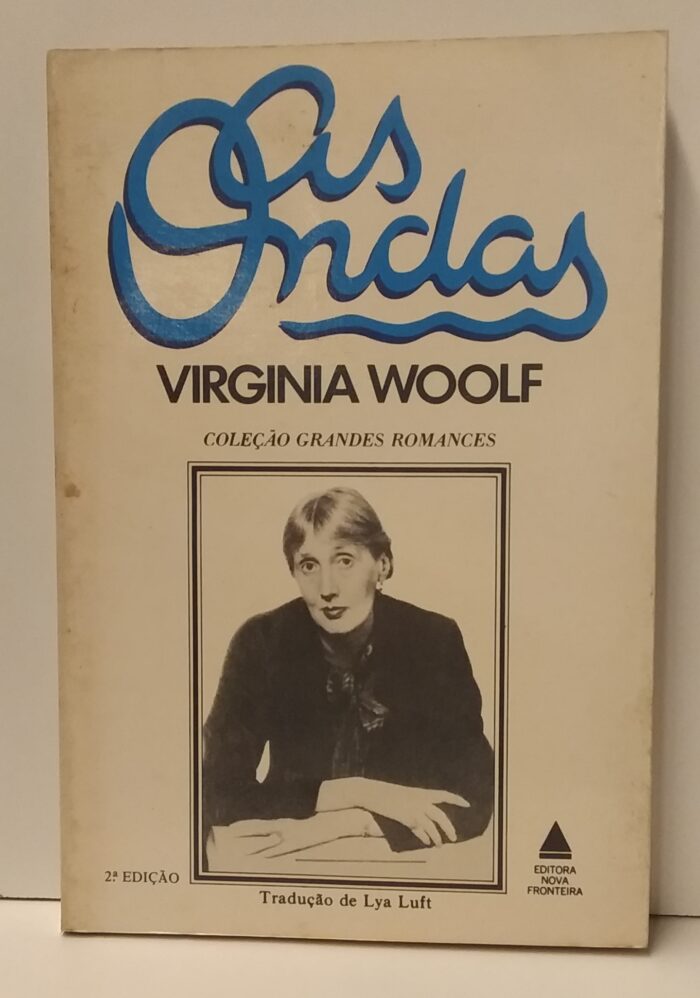 As
Ondas
VIRGINIA WOOLF
COLEÇÃO GRANDES ROMANCES
2ª EDIÇÃO
Tradução de Lya Luft
EDITORA
NOVA
FRONTEIRA